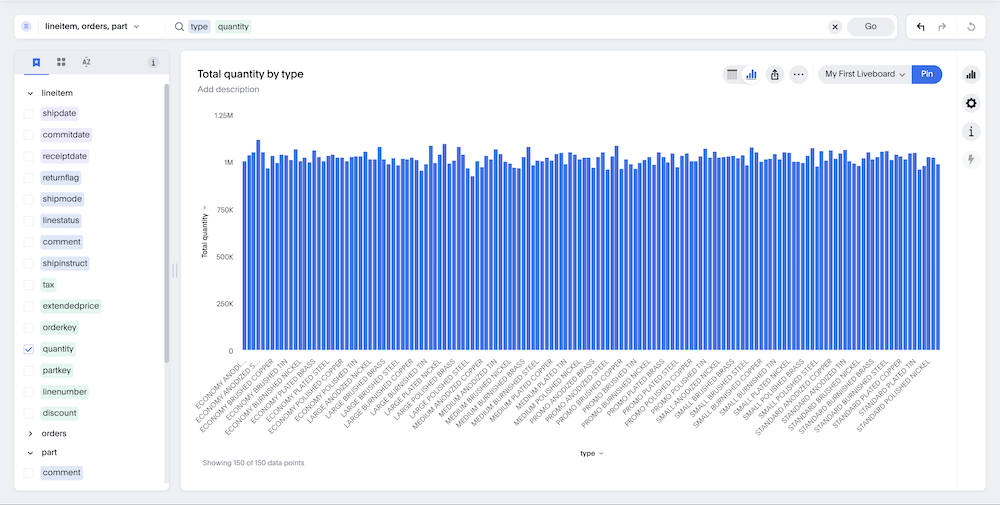 lineitem, orders, part
type quantity
Go
lineitem
shipdate
commitdate
receiptdate
returnflag
shipmode
linestatus
comment
shipinstruct
tax
extendedprice
orderkey
quantity
partkey
linenumber
discount
orders
part
comment
Total quantity by type
Add description
My First Liveboard
Pin
Total quantity
1.25M
1M
750K
500K
250K
0
ECONOMY ANOD...
ECONOMY ANODIZED S...
ECONOMY BRUSHED COPPER
ECONOMY BURNISHED TIN
ECONOMY BURNISHED NICKEL
ECONOMY PLATED BRASS
ECONOMY PLATED STEEL
ECONOMY POLISHED COPPER
ECONOMY POLISHED TIN
LARGE ANODIZED NICKEL
LARGE BRUSHED BRASS
LARGE BRUSHED STEEL
LARGE BURNISHED COPPER
LARGE BURNISHED TIN
LARGE PLATED NICKEL
LARGE POLISHED BRASS
LARGE POLISHED STEEL
MEDIUM ANODIZED COPPER
MEDIUM ANODIZED TIN
MEDIUM BRUSHED NICKEL
MEDIUM BURNISHED BRASS
MEDIUM BURNISHED STEEL
MEDIUM PLATED COPPER
MEDIUM PLATED TIN
MEDIUM POLISHED NICKEL
PROMO ANODIZED BRASS
PROMO ANODIZED STEEL
PROMO BRUSHED COPPER
PROMO BRUSHED TIN
PROMO BURNISHED NICKEL
PROMO PLATED BRASS
PROMO PLATED STEEL
PROMO POLISHED COPPER
PROMO POLISHED TIN
SMALL ANODIZED NICKEL
SMALL BRUSHED BRASS
SMALL BRUSHED STEEL
SMALL BURNISHED COPPER
SMALL BURNISHED TIN
SMALL PLATED NICKEL
SMALL POLISHED BRASS
SMALL POLISHED STEEL
STANDARD ANODIZED COPPER
STANDARD ANODIZED TIN
STANDARD BRUSHED NICKEL
STANDARD BURNISHED BRASS
STANDARD BURNISHED STEEL
STANDARD PLATED COPPER
STANDARD PLATED TIN
STANDARD POLISHED NICKEL
type
Showing 150 of 150 data points